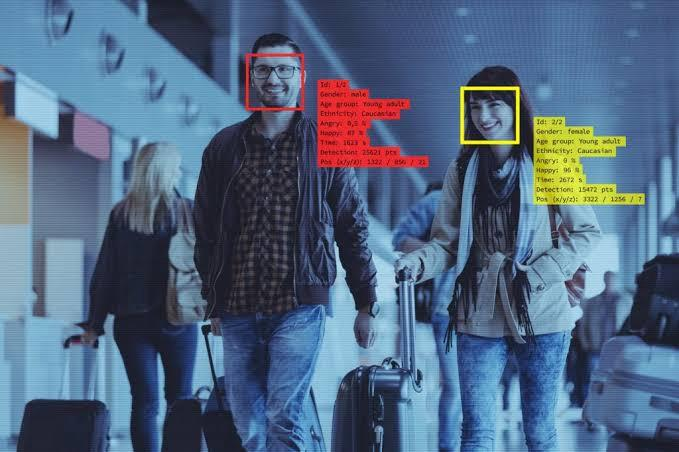 Id: 1/2
Gender: male
Age group: Young adult
Ethnicity: Caucasian
Angry: 0,5 %
Happy: 87 %
Time: 1623 s
Detection: 25621 pts
Pos (x/y/z): 1322 / 856 / 21
Id: 2/2
Gender: female
Age group: Young adult
Ethnicity: Caucasian
Angry: 0 %
Happy: 96 %
Time: 2672 s
Detection: 15472 pts
Pos (x/y/z): 3322 / 1256 / 7